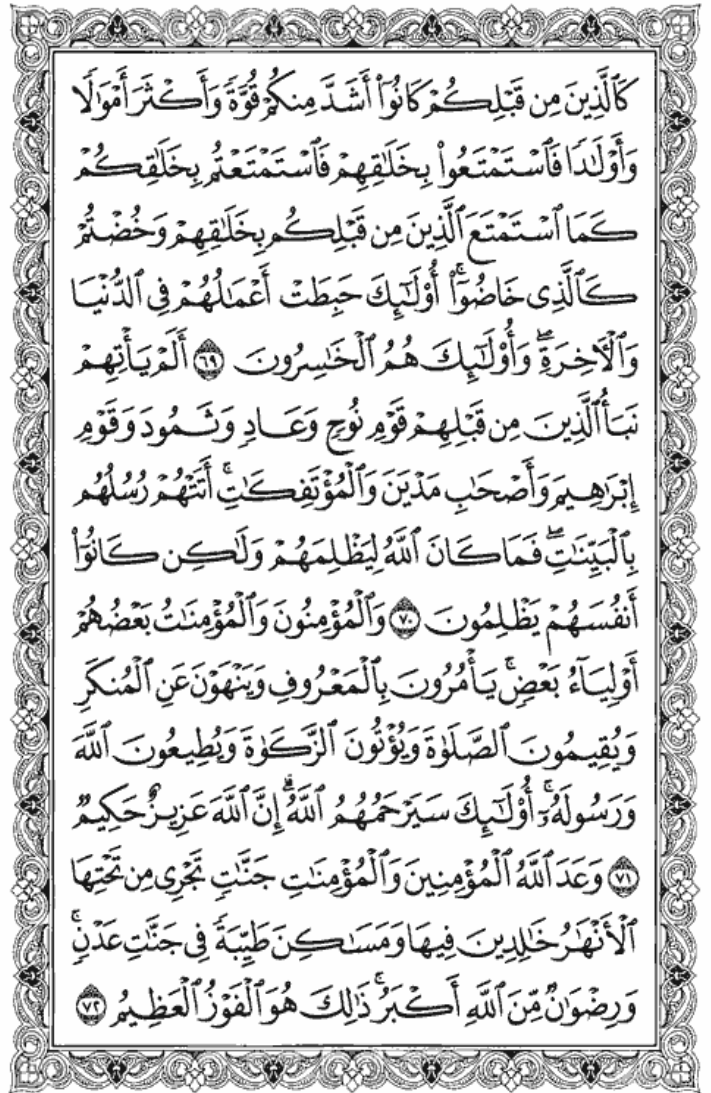 كَٱلَّذِينَ مِن قَبۡلِكُمۡ كَانُوٓاْ أَشَدَّ مِنكُمۡ قُوَّةٗ وَأَكۡثَرَ أَمۡوَٰلٗا
وَأَوۡلَٰدٗا فَٱسۡتَمۡتَعُواْ بِخَلَٰقِهِمۡ فَٱسۡتَمۡتَعۡتُم بِخَلَٰقِكُمۡ
كَمَا ٱسۡتَمۡتَعَ ٱلَّذِينَ مِن قَبۡلِكُم بِخَلَٰقِهِمۡ وَخُضۡتُمۡ
كَٱلَّذِي خَاضُوٓاْۚ أُوْلَٰٓئِكَ حَبِطَتۡ أَعۡمَٰلُهُمۡ فِي ٱلدُّنۡيَا
وَٱلۡأٓخِرَةِۖ وَأُوْلَٰٓئِكَ هُمُ ٱلۡخَٰسِرُونَ ٦٩ أَلَمۡ يَأۡتِهِمۡ
نَبَأُ ٱلَّذِينَ مِن قَبۡلِهِمۡ قَوۡمِ نُوحٖ وَعَادٖ وَثَمُودَ وَقَوۡمِ
إِبۡرَٰهِيمَ وَأَصۡحَٰبِ مَدۡيَنَ وَٱلۡمُؤۡتَفِكَٰتِۚ أَتَتۡهُمۡ رُسُلُهُم
بِٱلۡبَيِّنَٰتِۖ فَمَا كَانَ ٱللَّهُ لِيَظۡلِمَهُمۡ وَلَٰكِن كَانُوٓاْ
أَنفُسَهُمۡ يَظۡلِمُونَ ٧٠ وَٱلۡمُؤۡمِنُونَ وَٱلۡمُؤۡمِنَٰتُ بَعۡضُهُمۡ
أَوۡلِيَآءُ بَعۡضٖۚ يَأۡمُرُونَ بِٱلۡمَعۡرُوفِ وَيَنۡهَوۡنَ عَنِ ٱلۡمُنكَرِ
وَيُقِيمُونَ ٱلصَّلَوٰةَ وَيُؤۡتُونَ ٱلزَّكَوٰةَ وَيُطِيعُونَ ٱللَّهَ
وَرَسُولَهُۥٓۚ أُوْلَٰٓئِكَ سَيَرۡحَمُهُمُ ٱللَّهُۗ إِنَّ ٱللَّهَ عَزِيزٌ حَكِيمٞ
٧١ وَعَدَ ٱللَّهُ ٱلۡمُؤۡمِنِينَ وَٱلۡمُؤۡمِنَٰتِ جَنَّٰتٖ تَجۡرِي مِن تَحۡتِهَا
ٱلۡأَنۡهَٰرُ خَٰلِدِينَ فِيهَا وَمَسَٰكِنَ طَيِّبَةٗ فِي جَنَّٰتِ عَدۡنٖۚ
وَرِضۡوَٰنٞ مِّنَ ٱللَّهِ أَكۡبَرُۚ ذَٰلِكَ هُوَ ٱلۡفَوۡزُ ٱلۡعَظِيمُ ٧٢